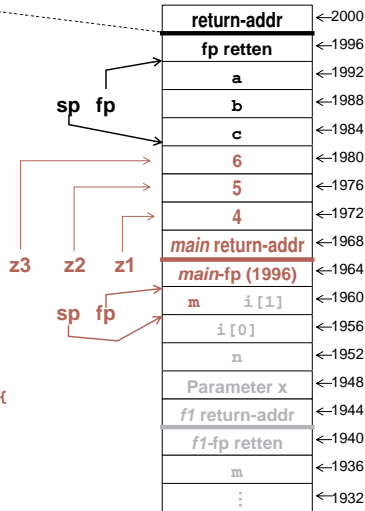 return-addr ←2000
fp retten ←1996
a ←1992
sp fp b ←1988
c ←1984
6 ←1980
5 ←1976
4 ←1972
z3 z2 z1 main return-addr ←1968
main-fp (1996) ←1964
sp fp m i[1] ←1960
i[0] ←1956
n ←1952
{ Parameter x ←1948
f1 return-addr ←1944
f1-fp retten ←1940
m ←1936
⋮ ←1932